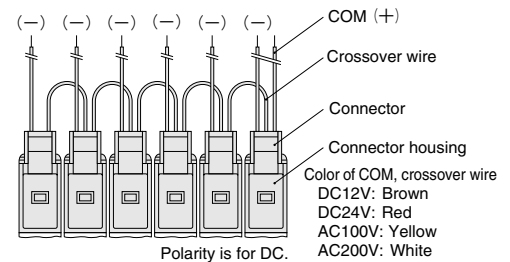 (—) (—) (—) (—) (—) (—) COM (+)
Crossover wire
Connector
Connector housing
Color of COM, crossover wire
DC12V: Brown
DC24V: Red
AC100V: Yellow
AC200V: White
Polarity is for DC.